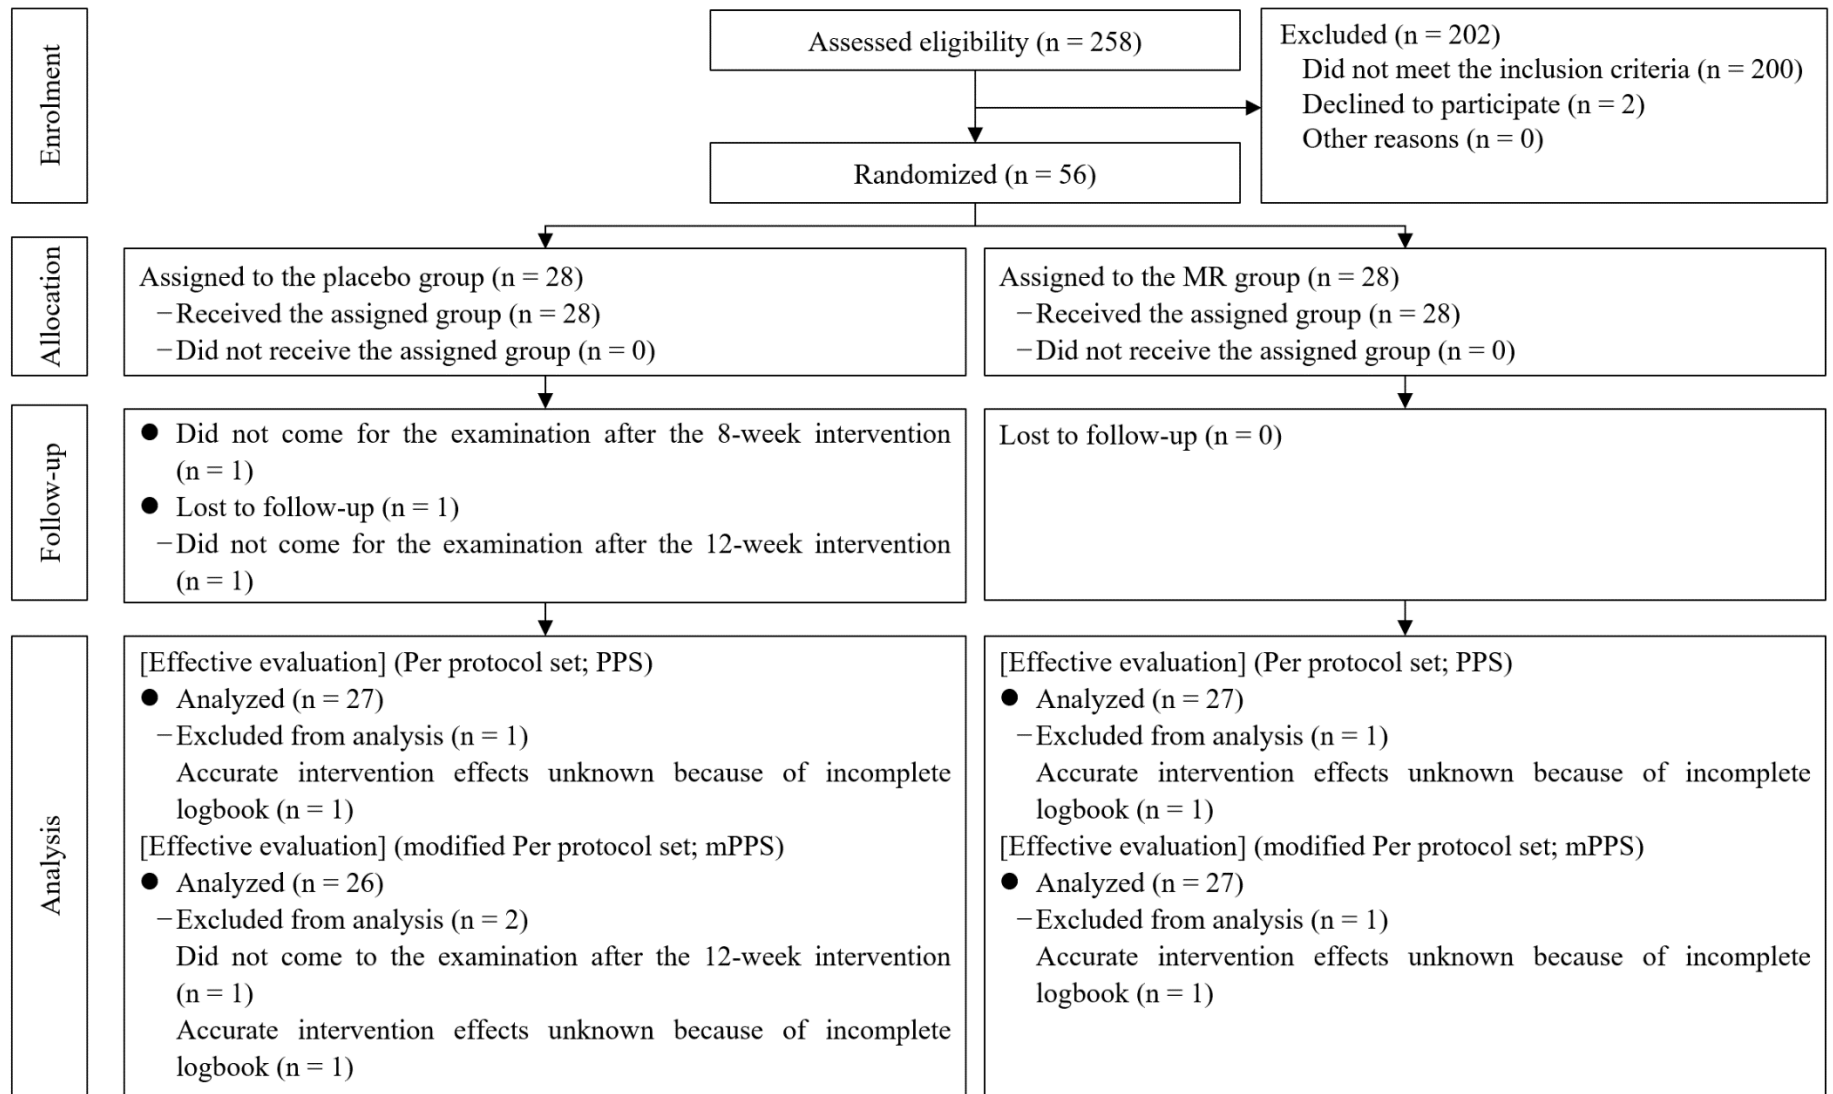 Enrolment
Assessed eligibility (n = 258)
Excluded (n = 202)
Did not meet the inclusion criteria (n = 200)
Declined to participate (n = 2)
Other reasons (n = 0)
Randomized (n = 56)
Allocation
Assigned to the placebo group (n = 28)
−Received the assigned group (n = 28)
−Did not receive the assigned group (n = 0)
Assigned to the MR group (n = 28)
−Received the assigned group (n = 28)
−Did not receive the assigned group (n = 0)
Follow-up
● Did not come for the examination after the 8-week intervention
(n = 1)
● Lost to follow-up (n = 1)
−Did not come for the examination after the 12-week intervention
(n = 1)
Lost to follow-up (n = 0)
Analysis
[Effective evaluation] (Per protocol set; PPS)
● Analyzed (n = 27)
−Excluded from analysis (n = 1)
Accurate intervention effects unknown because of incomplete
logbook (n = 1)
[Effective evaluation] (modified Per protocol set; mPPS)
● Analyzed (n = 26)
−Excluded from analysis (n = 2)
Did not come to the examination after the 12-week intervention
(n = 1)
Accurate intervention effects unknown because of incomplete
logbook (n = 1)
[Effective evaluation] (Per protocol set; PPS)
● Analyzed (n = 27)
−Excluded from analysis (n = 1)
Accurate intervention effects unknown because of incomplete
logbook (n = 1)
[Effective evaluation] (modified Per protocol set; mPPS)
● Analyzed (n = 27)
−Excluded from analysis (n = 1)
Accurate intervention effects unknown because of incomplete
logbook (n = 1)